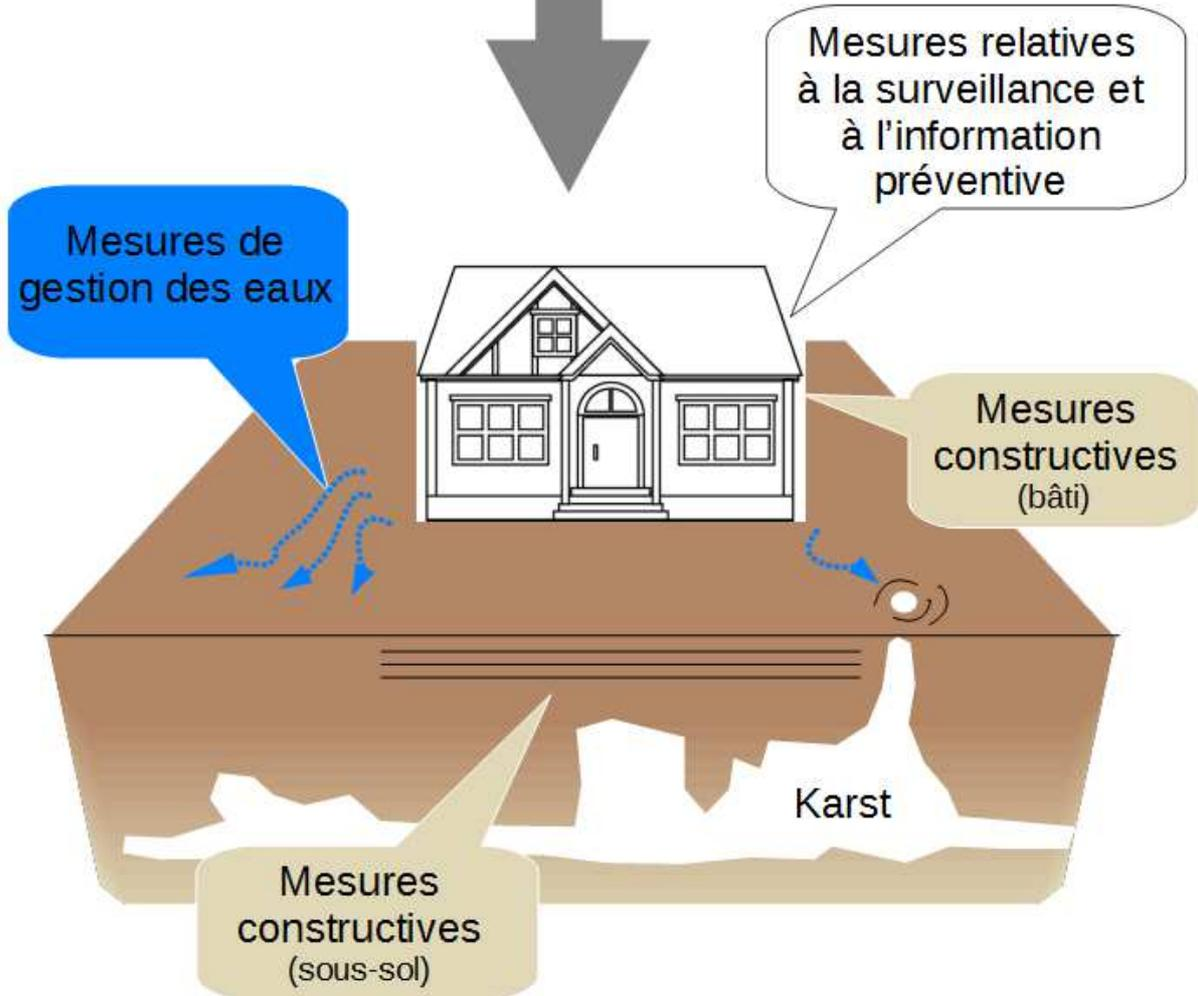 Mesures relatives
à la surveillance et
à l'information
préventive
Mesures de
gestion des eaux
Mesures
constructives
(bâti)
Karst
Mesures
constructives
(sous-sol)